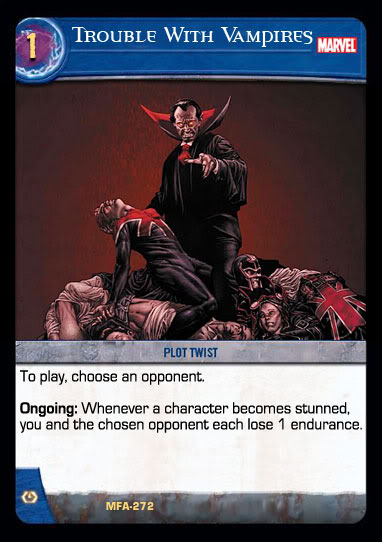 1
Trouble With Vampires
MARVEL
PLOT TWIST
To play, choose an opponent.
Ongoing: Whenever a character becomes stunned,
you and the chosen opponent each lose 1 endurance.
MFA-272